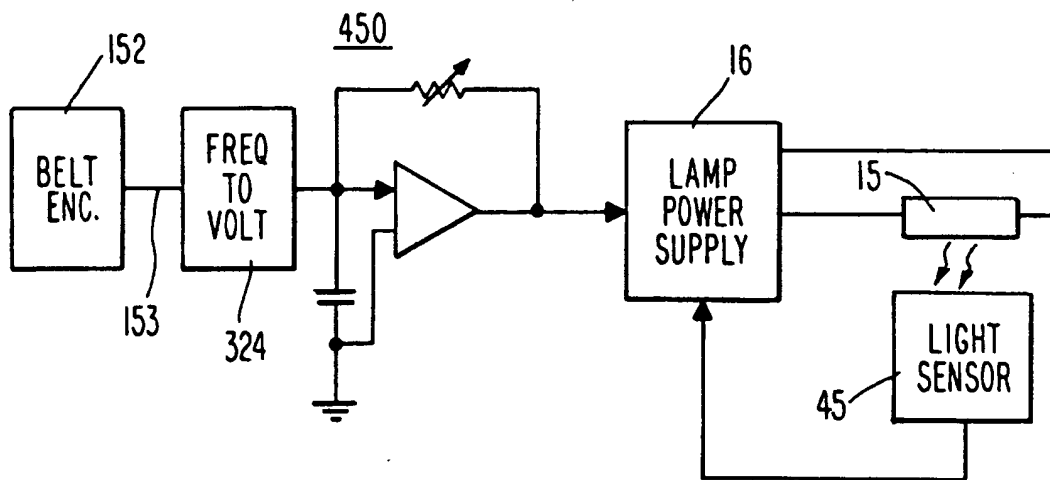 450
152
BELT
ENC.
153
FREQ
TO
VOLT
324
16
LAMP
POWER
SUPPLY
15
LIGHT
SENSOR
45